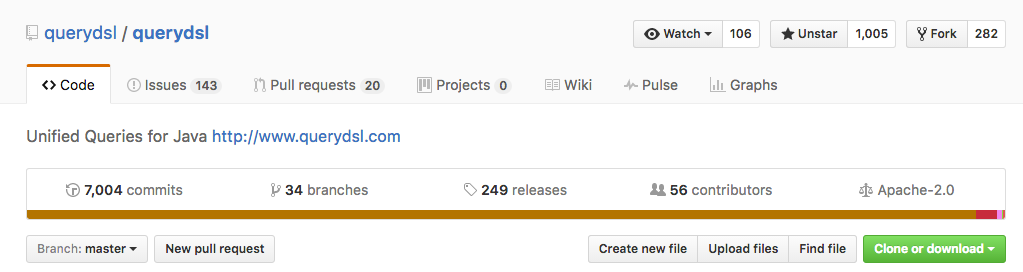 querydsl / querydsl Watch 106 Unstar 1,005 Fork 282
Code Issues 143 Pull requests 20 Projects 0 Wiki Pulse Graphs
Unified Queries for Java http://www.querydsl.com
7,004 commits 34 branches 249 releases 56 contributors Apache-2.0
Branch: master New pull request Create new file Upload files Find file Clone or download